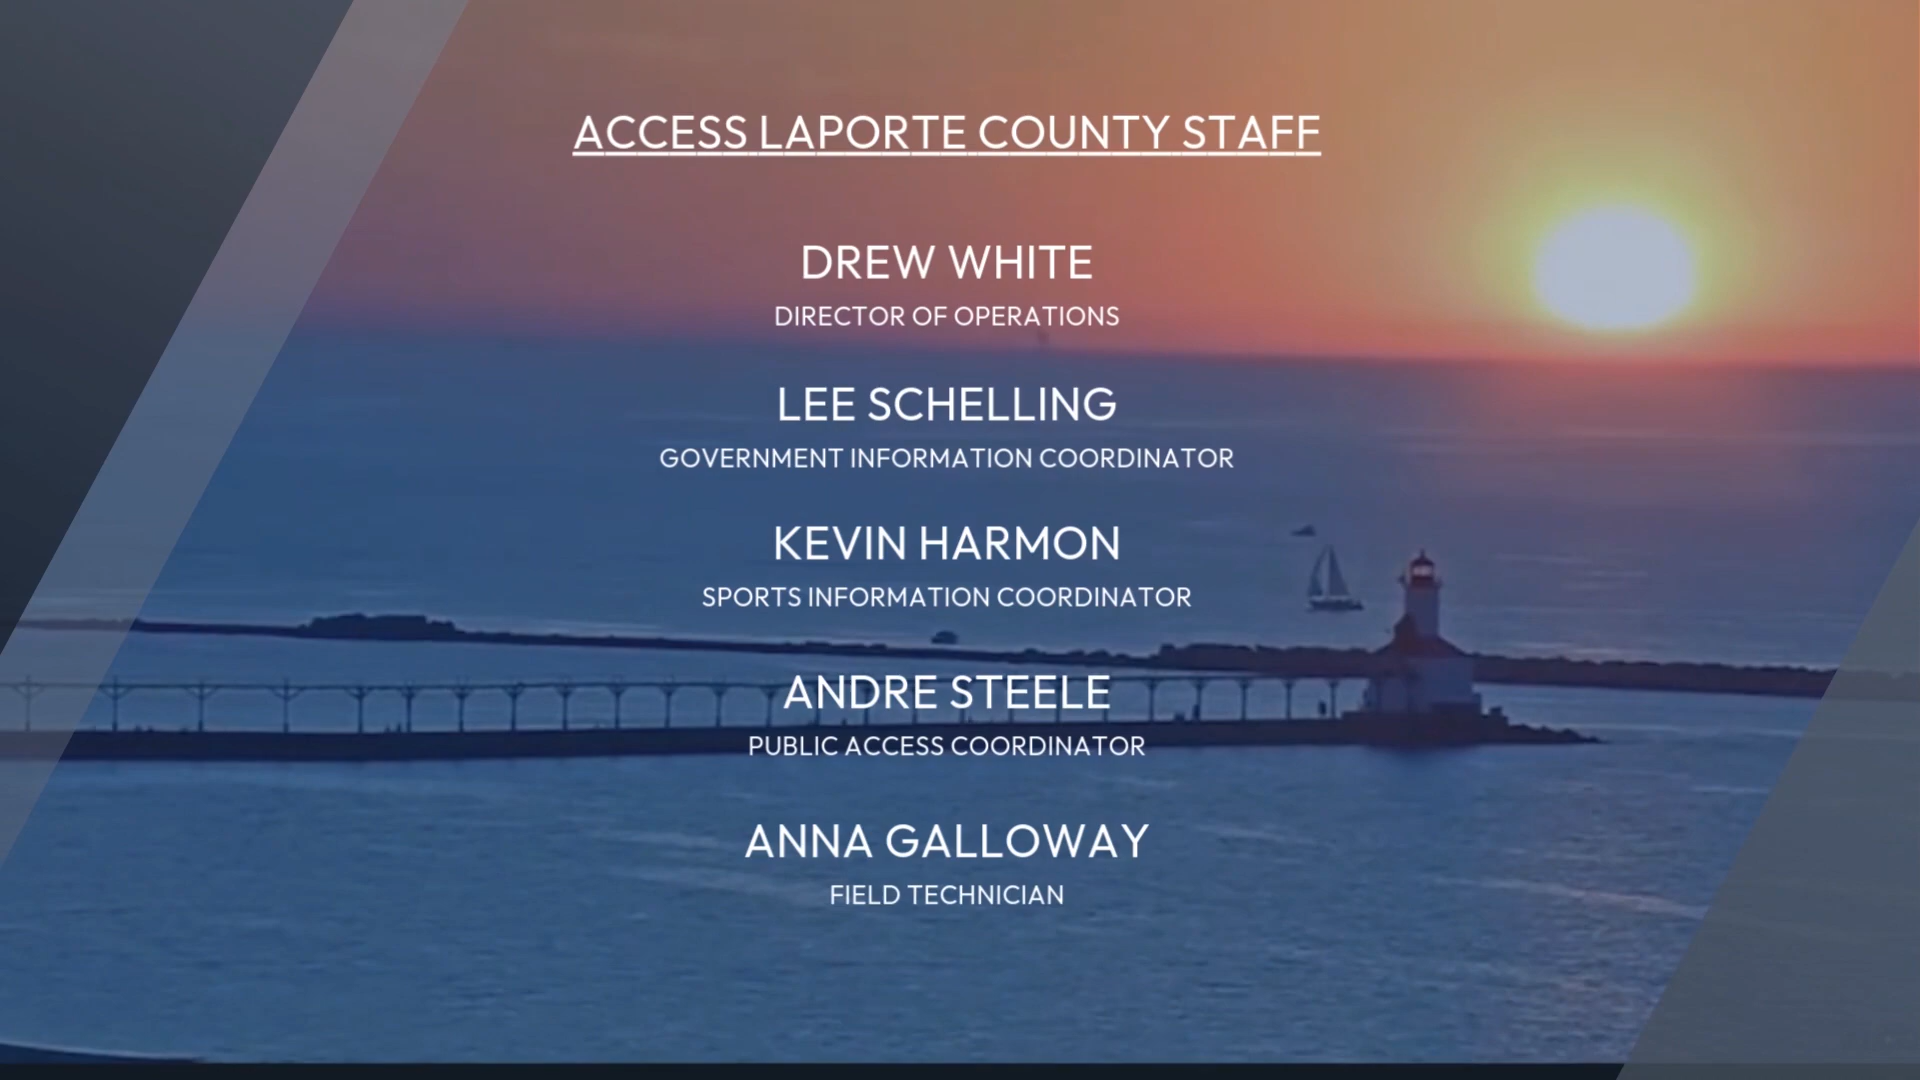 ACCESS LAPORTE COUNTY STAFF
DREW WHITE
DIRECTOR OF OPERATIONS
LEE SCHELLING
GOVERNMENT INFORMATION COORDINATOR
KEVIN HARMON
SPORTS INFORMATION COORDINATOR
ANDRE STEELE
PUBLIC ACCESS COORDINATOR
ANNA GALLOWAY
FIELD TECHNICIAN